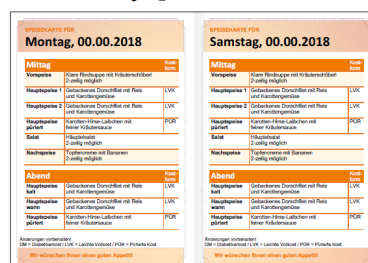 SPEISEKARTE FÜR
Montag, 00.00.2018
Mittag Kost-form
Vorspeise Klare Rindsuppe mit Kräuterschöberl
2-zeilig möglich
Hauptspeise 1 Gebackenes Dorschfilet mit Reis LVK
und Karottengemüse
Hauptspeise 2 Gebackenes Dorschfilet mit Reis LVK
und Karottengemüse
Hauptspeise Karotten-Hirse-Laibchen mit PÜR
püriert feiner Kräutersauce
Salat Häuptelsalat
2-zeilig möglich
Nachspeise Topfencreme mit Bananen
2-zeilig möglich
Abend Kost-form
Hauptspeise Gebackenes Dorschfilet mit Reis LVK
kalt und Karottengemüse
Hauptspeise Gebackenes Dorschfilet mit Reis LVK
warm und Karottengemüse
Hauptspeise Karotten-Hirse-Laibchen mit PÜR
püriert feiner Kräutersauce
Änderungen vorbehalten!
DM = Diabetikerkost / LVK = Leichte Vollkost / PÜR = Pürierte Kost
Wir wünschen Ihnen einen guten Appetit!
SPEISEKARTE FÜR
Samstag, 00.00.2018
Mittag Kost-form
Vorspeise Klare Rindsuppe mit Kräuterschöberl
2-zeilig möglich
Hauptspeise 1 Gebackenes Dorschfilet mit Reis LVK
und Karottengemüse
Hauptspeise 2 Gebackenes Dorschfilet mit Reis LVK
und Karottengemüse
Hauptspeise Karotten-Hirse-Laibchen mit PÜR
püriert feiner Kräutersauce
Salat Häuptelsalat
2-zeilig möglich
Nachspeise Topfencreme mit Bananen
2-zeilig möglich
Abend Kost-form
Hauptspeise Gebackenes Dorschfilet mit Reis LVK
kalt und Karottengemüse
Hauptspeise Gebackenes Dorschfilet mit Reis LVK
warm und Karottengemüse
Hauptspeise Karotten-Hirse-Laibchen mit PÜR
püriert feiner Kräutersauce
Änderungen vorbehalten!
DM = Diabetikerkost / LVK = Leichte Vollkost / PÜR = Pürierte Kost
Wir wünschen Ihnen einen guten Appetit!